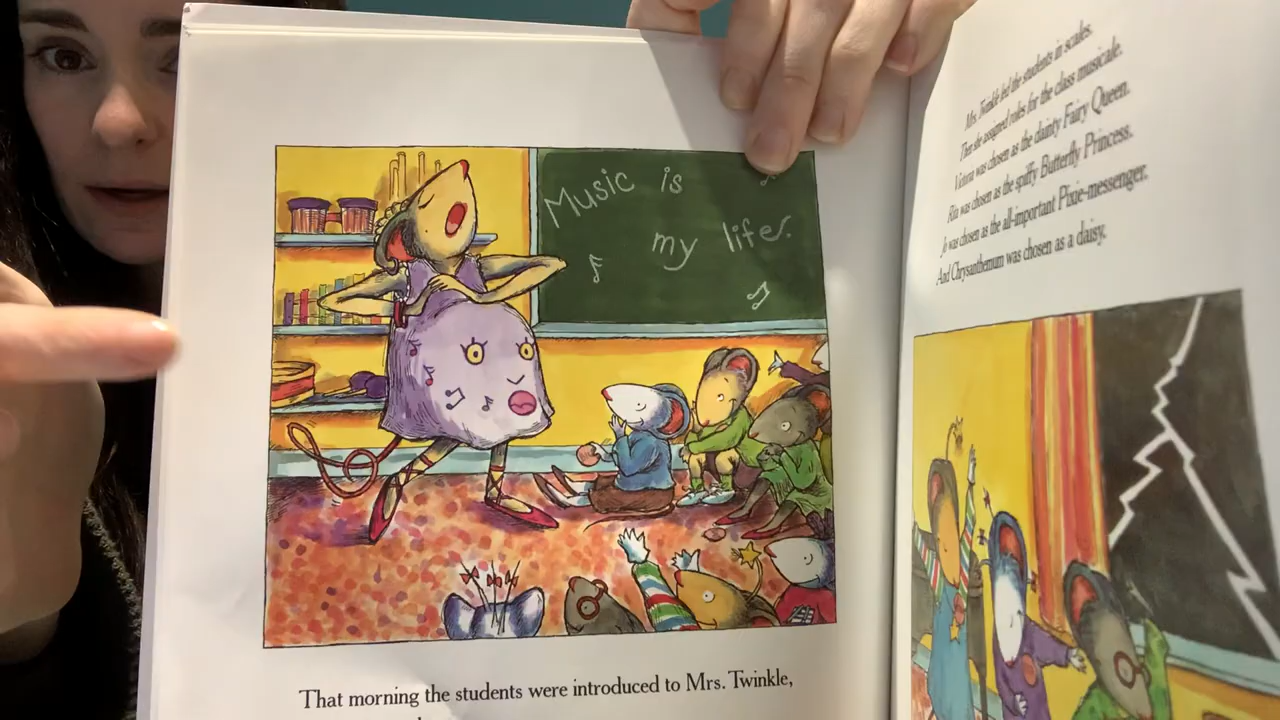 Music is
my life.
That morning the students were introduced to Mrs. Twinkle,
Mrs. Twinkle led the students in scales.
Then she assigned roles for the class musicale.
Victoria was chosen as the dainty Fairy Queen.
Rita was chosen as the spiffy Butterfly Princess.
Jo was chosen as the all-important Pixie-messenger.
And Chrysanthemum was chosen as a daisy.